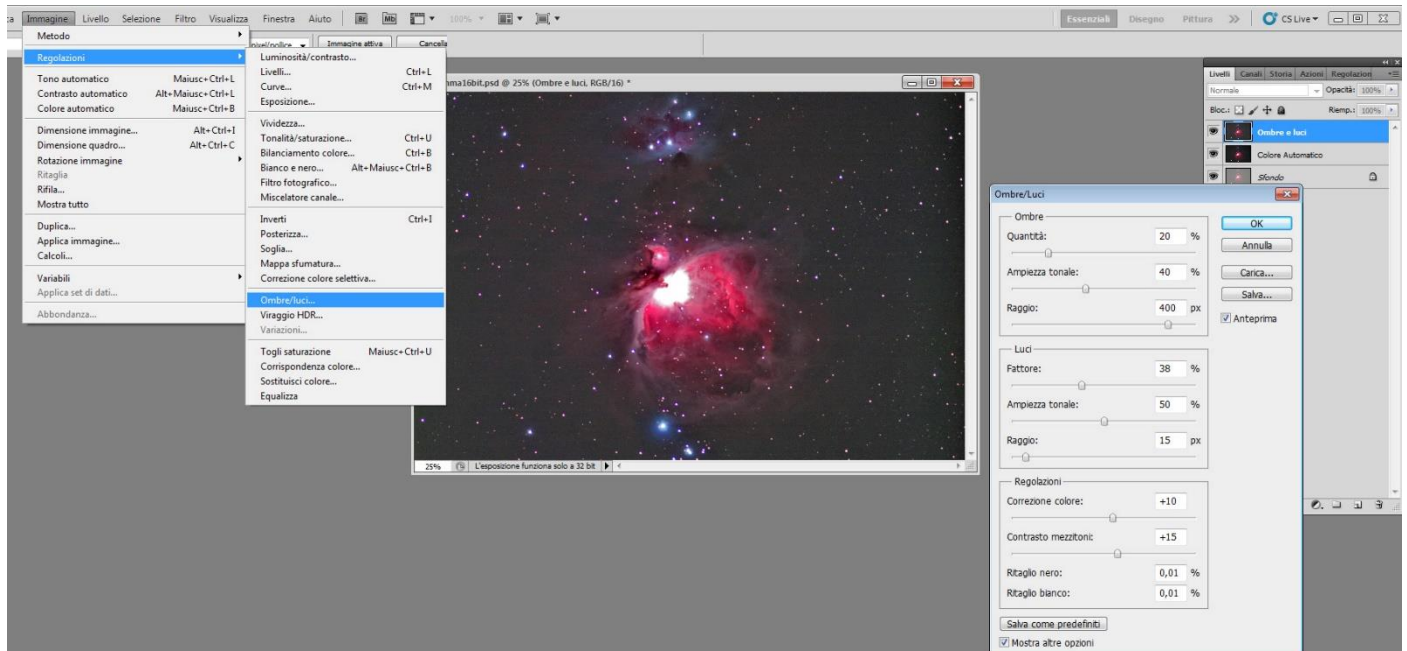 Immagine Livello Selezione Filtro Visualizza Finestra Aiuto Br Mb 100% Essenziali Disegno Pittura CS Live
Metodo
Regolazioni
Tono automatico Maiusc+Ctrl+L
Contrasto automatico Alt+Maiusc+Ctrl+L
Colore automatico Maiusc+Ctrl+B
Dimensione immagine... Alt+Ctrl+I
Dimensione quadro... Alt+Ctrl+C
Rotazione immagine
Ritaglia
Rifila...
Mostra tutto
Duplica...
Applica immagine...
Calcoli...
Variabili
Applica set di dati...
Abbondanza...
pixel/pollice Immagine attiva Cancella
Luminosità/contrasto...
Livelli... Ctrl+L
Curve... Ctrl+M
Esposizione...
Vividezza...
Tonalità/saturazione... Ctrl+U
Bilanciamento colore... Ctrl+B
Bianco e nero... Alt+Maiusc+Ctrl+B
Filtro fotografico...
Miscelatore canale...
Inverti Ctrl+I
Posterizza...
Soglia...
Mappa sfumatura...
Correzione colore selettiva...
Ombre/luci...
Viraggio HDR...
Variazioni...
Togli saturazione Maiusc+Ctrl+U
Corrispondenza colore...
Sostituisci colore...
Equalizza
mma16bit.psd @ 25% (Ombre e luci, RGB/16) *
25% L'esposizione funziona solo a 32 bit
Livelli Canali Storia Azioni Regolazion
Normale Opacità: 100%
Bloc.: Riemp.: 100%
Ombre e luci
Colore Automatico
Sfondo
Ombre/Luci
Ombre
Quantità: 20 %
Ampiezza tonale: 40 %
Raggio: 400 px
Luci
Fattore: 38 %
Ampiezza tonale: 50 %
Raggio: 15 px
Regolazioni
Correzione colore: +10
Contrasto mezzitoni: +15
Ritaglio nero: 0,01 %
Ritaglio bianco: 0,01 %
Salva come predefiniti
Mostra altre opzioni
OK
Annulla
Carica...
Salva...
Anteprima